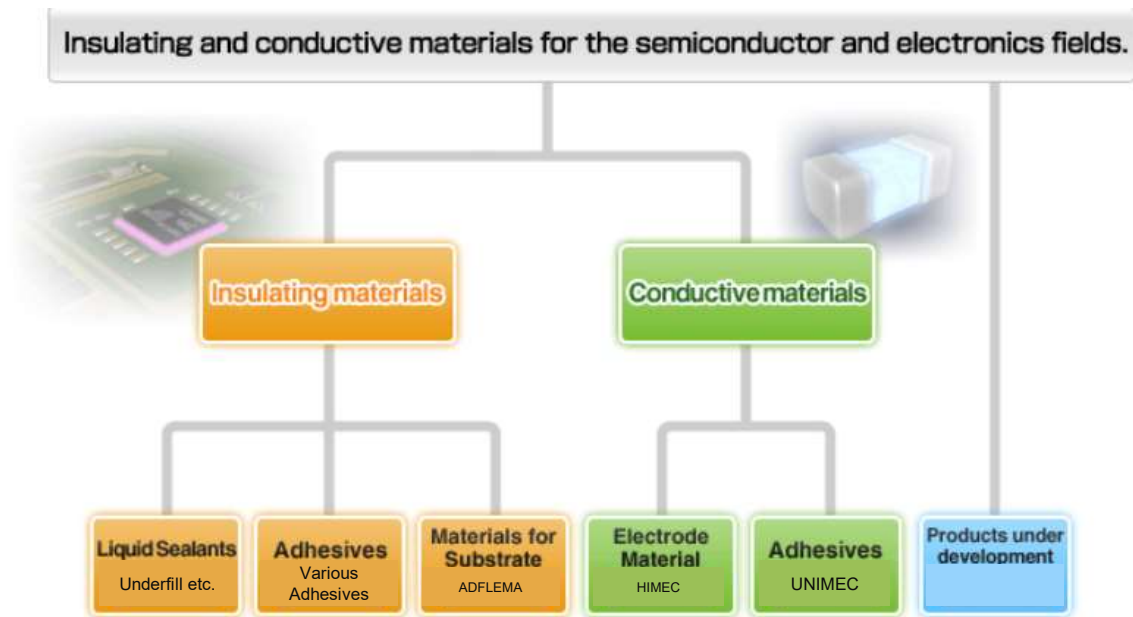 Insulating and conductive materials for the semiconductor and electronics fields.
Insulating materials
Conductive materials
Liquid Sealants
Underfill etc.
Adhesives
Various
Adhesives
Materials for
Substrate
ADFLEMA
Electrode
Material
HIMEC
Adhesives
UNIMEC
Products under
development